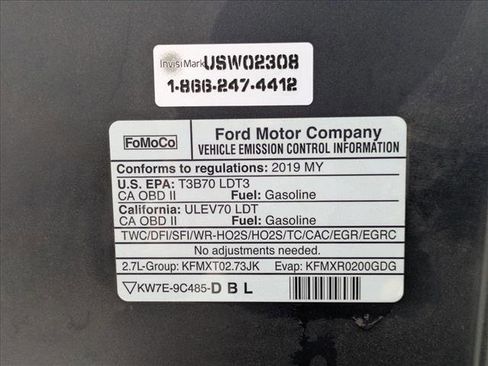 InvisiMark USW02308
1-866-247-4412
FoMoCo
Ford Motor Company
VEHICLE EMISSION CONTROL INFORMATION
Conforms to regulations: 2019 MY
U.S. EPA: T3B70 LDT3
CA OBD II Fuel: Gasoline
California: ULEV70 LDT
CA OBD II Fuel: Gasoline
TWC/DFI/SFI/WR-HO2S/HO2S/TC/CAC/EGR/EGRC
No adjustments needed.
2.7L-Group: KFMXT02.73JK Evap: KFMXR0200GDG
KW7E-9C485-DBL